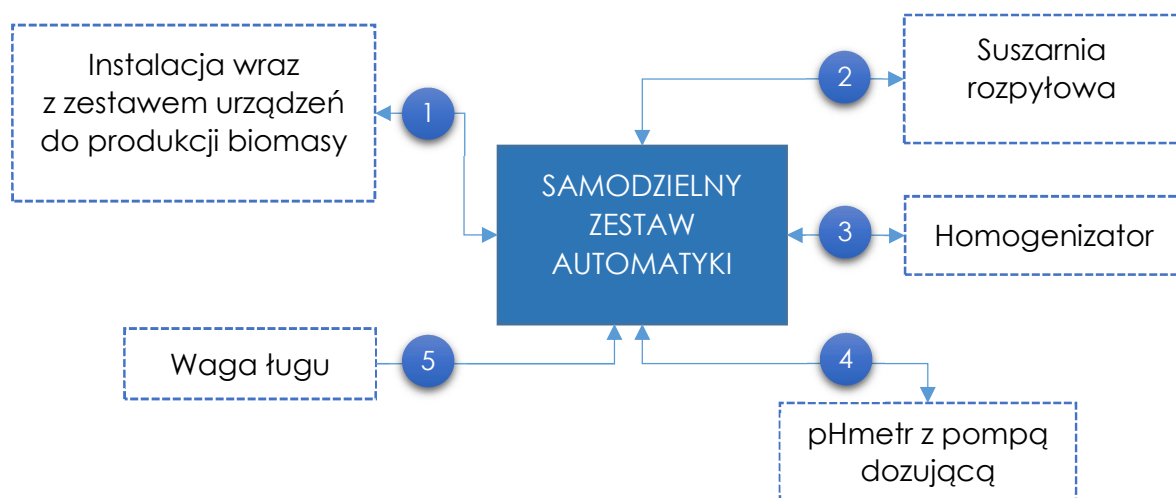 Instalacja wraz
z zestawem urządzeń
do produkcji biomasy
1
2
Suszarnia
rozpyłowa
SAMODZIELNY
ZESTAW
AUTOMATYKI
3
Homogenizator
Waga ługu
5
4
pHmetr z pompą
dozującą